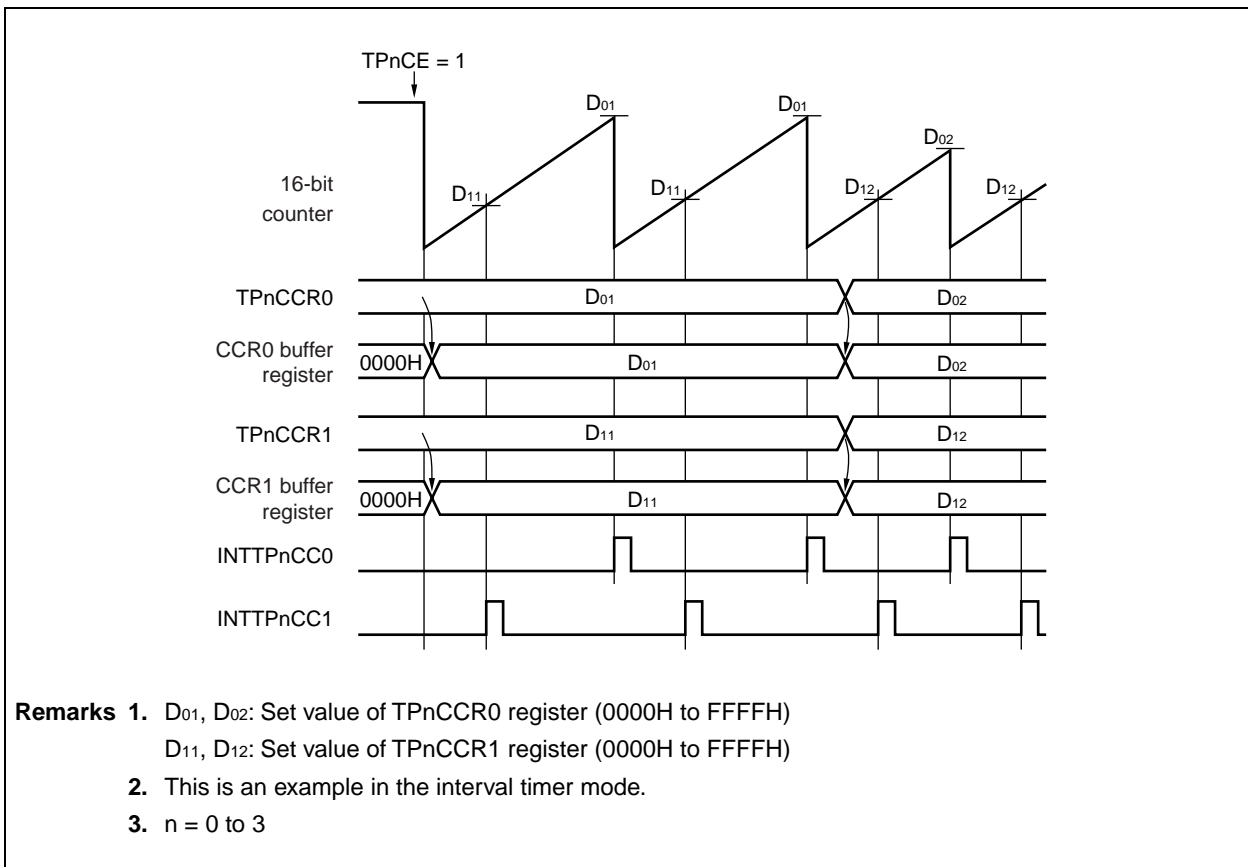 TPnCE = 1
D01 D01
D02
16-bit
counter
D11 D11 D12 D12
TPnCCR0 D01 D02
CCR0 buffer
register
0000H D01 D02
TPnCCR1 D11 D12
CCR1 buffer
register
0000H D11 D12
INTTPnCC0
INTTPnCC1
Remarks 1. D01, D02: Set value of TPnCCR0 register (0000H to FFFFH)
D11, D12: Set value of TPnCCR1 register (0000H to FFFFH)
2. This is an example in the interval timer mode.
3. n = 0 to 3